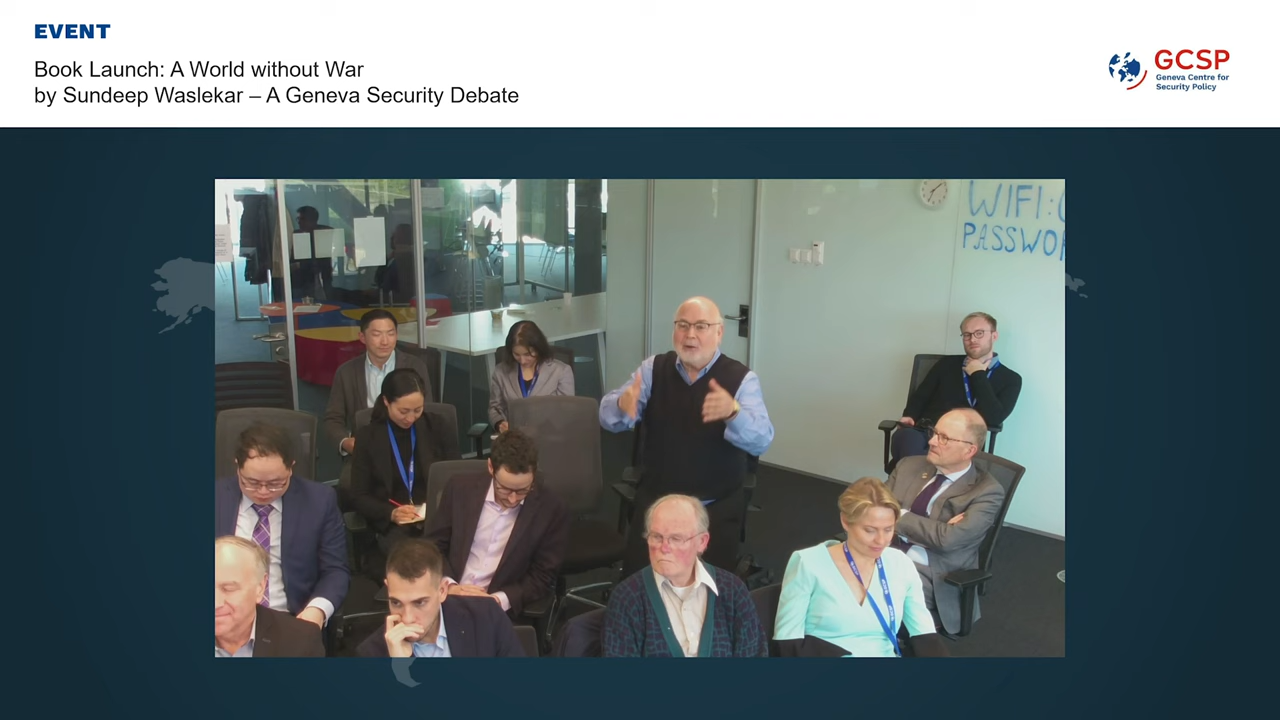 EVENT
Book Launch: A World without War
by Sundeep Waslekar – A Geneva Security Debate
GCSP
Geneva Centre for
Security Policy
WIFI: